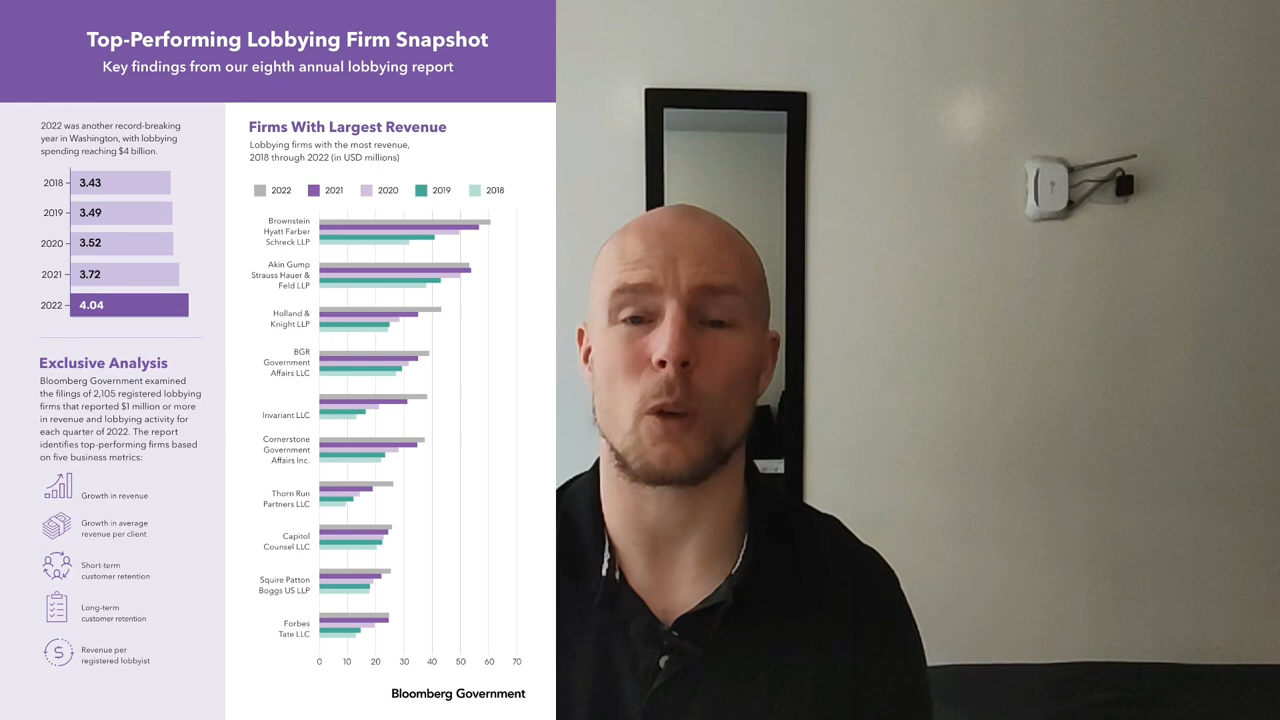 Top-Performing Lobbying Firm Snapshot
Key findings from our eighth annual lobbying report
2022 was another record-breaking
year in Washington, with lobbying
spending reaching $4 billion.
2018 3.43
2019 3.49
2020 3.52
2021 3.72
2022 4.04
Exclusive Analysis
Bloomberg Government examined
the filings of 2,105 registered lobbying
firms that reported $1 million or more
in revenue and lobbying activity for
each quarter of 2022. The report
identifies top-performing firms based
on five business metrics:
Growth in revenue
Growth in average
revenue per client
Short-term
customer retention
Long-term
customer retention
Revenue per
registered lobbyist
Firms With Largest Revenue
Lobbying firms with the most revenue,
2018 through 2022 (in USD millions)
2022 2021 2020 2019 2018
Brownstein
Hyatt Farber
Schreck LLP
Akin Gump
Strauss Hauer &
Feld LLP
Holland &
Knight LLP
BGR
Government
Affairs LLC
Invariant LLC
Cornerstone
Government
Affairs Inc.
Thorn Run
Partners LLC
Capitol
Counsel LLC
Squire Patton
Boggs US LLP
Forbes
Tate LLC
0 10 20 30 40 50 60 70
Bloomberg Government